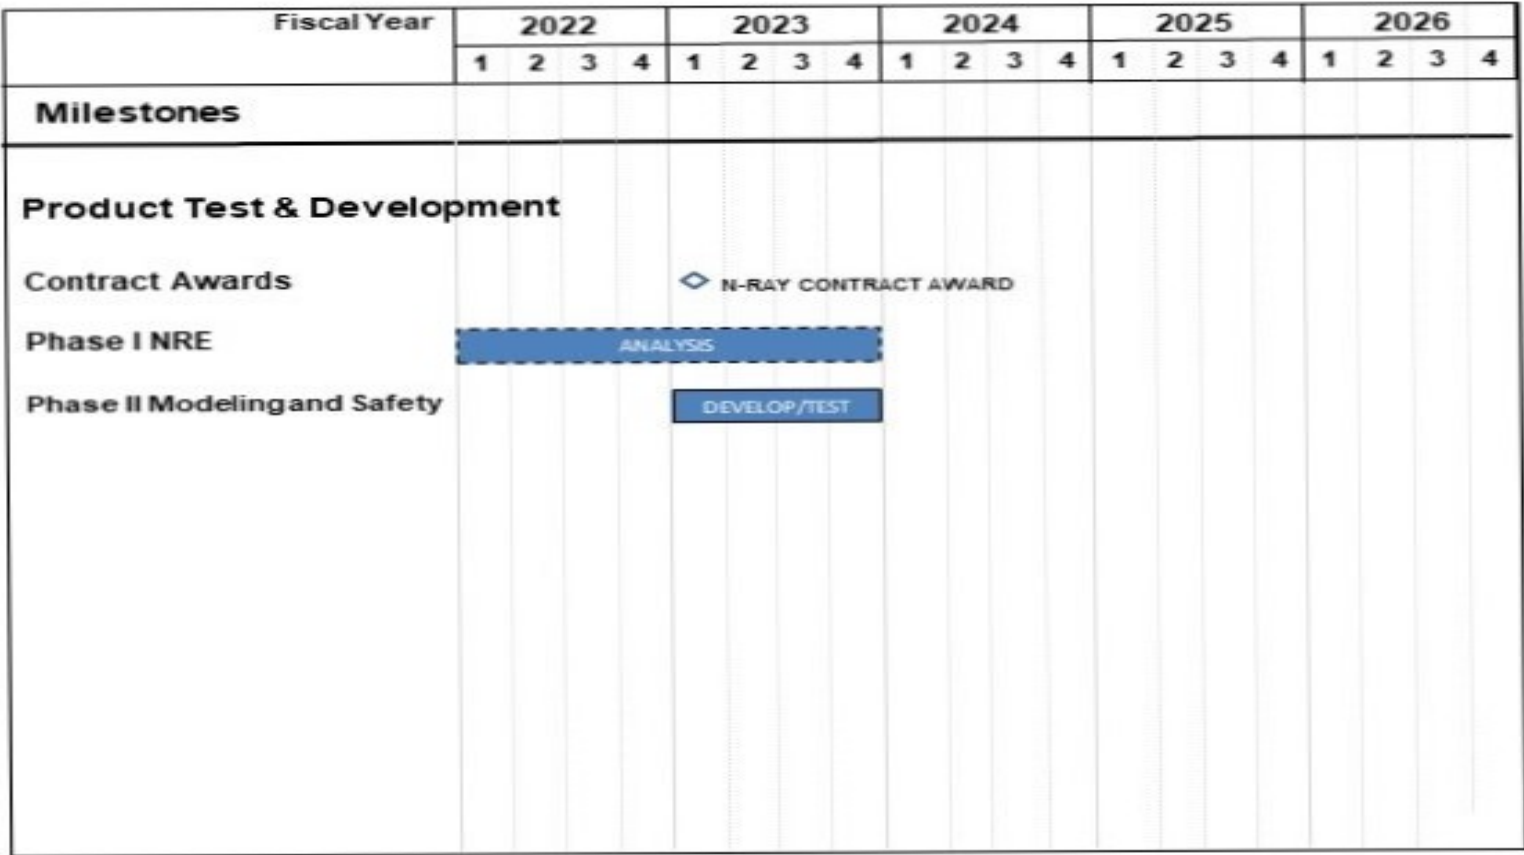 Fiscal Year 2022 2023 2024 2025 2026
1 2 3 4 1 2 3 4 1 2 3 4 1 2 3 4 1 2 3 4
Milestones
Product Test & Development
Contract Awards N-RAY CONTRACT AWARD
Phase I NRE ANALYSIS
Phase II Modeling and Safety DEVELOP/TEST